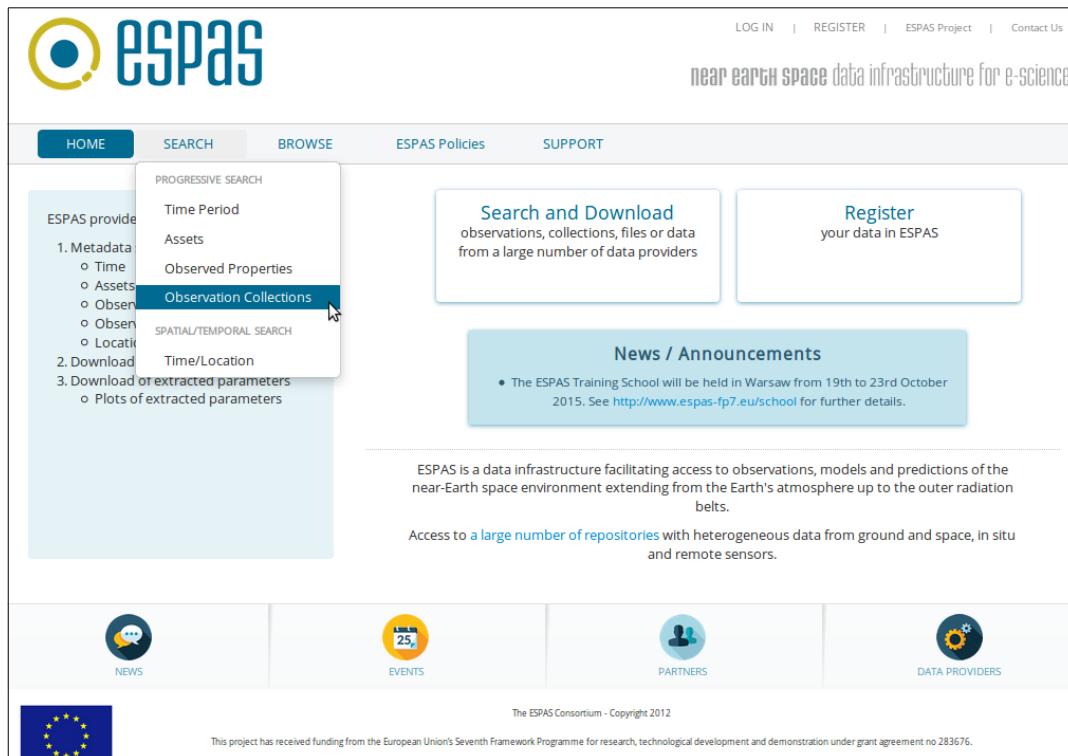 espas
LOG IN | REGISTER | ESPAS Project | Contact Us
near earth space data infrastructure for e-science
HOME SEARCH BROWSE ESPAS Policies SUPPORT
PROGRESSIVE SEARCH
Time Period
Assets
Observed Properties
Observation Collections
SPATIAL/TEMPORAL SEARCH
Time/Location
ESPAS provide
1. Metadata
Time
Assets
Obser
Obser
Locatio
2. Download
3. Download of extracted parameters
Plots of extracted parameters
Search and Download
observations, collections, files or data
from a large number of data providers
Register
your data in ESPAS
News / Announcements
• The ESPAS Training School will be held in Warsaw from 19th to 23rd October
2015. See http://www.espas-fp7.eu/school for further details.
ESPAS is a data infrastructure facilitating access to observations, models and predictions of the
near-Earth space environment extending from the Earth's atmosphere up to the outer radiation
belts.
Access to a large number of repositories with heterogeneous data from ground and space, in situ
and remote sensors.
25
NEWS EVENTS PARTNERS DATA PROVIDERS
The ESPAS Consortium - Copyright 2012
This project has received funding from the European Union's Seventh Framework Programme for research, technological development and demonstration under grant agreement no 283676.